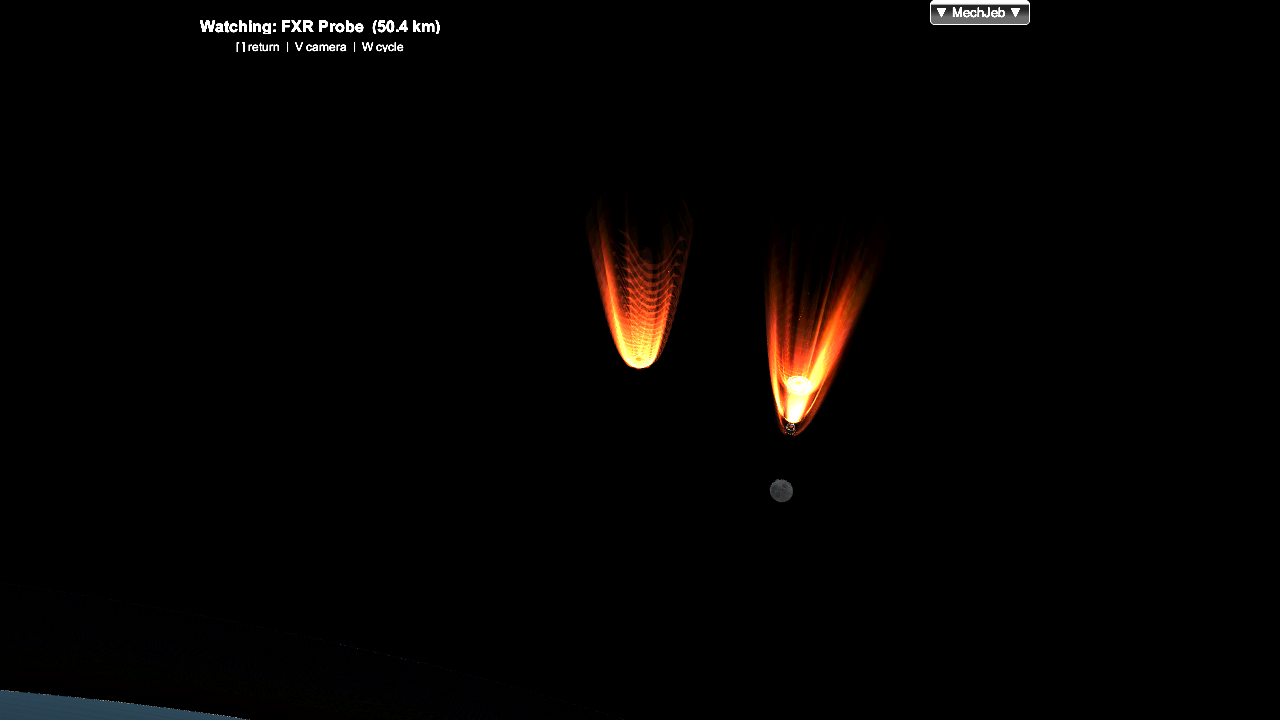 Watching: FXR Probe (50.4 km)
[ ] return | V camera | W cycle
▼ MechJeb ▼